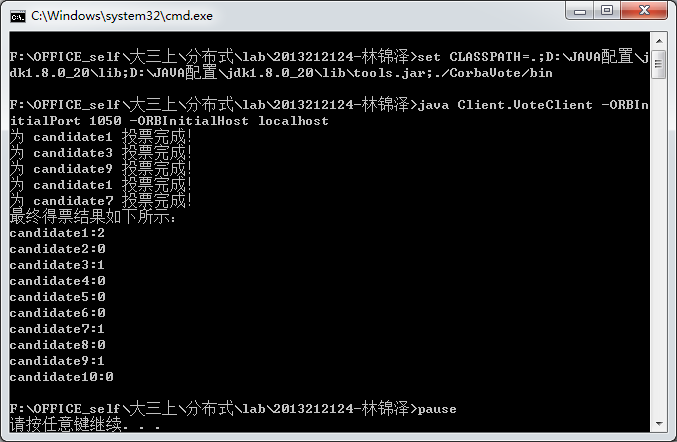 C:\Windows\system32\cmd.exe
F:\OFFICE_self\大三上\分布式\lab\2013212124-林锦泽>set CLASSPATH=.;D:\JAVA配置\j
dk1.8.0_20\lib;D:\JAVA配置\jdk1.8.0_20\lib\tools.jar;./CorbaVote/bin
F:\OFFICE_self\大三上\分布式\lab\2013212124-林锦泽>java Client.VoteClient -ORBIn
itialPort 1050 -ORBInitialHost localhost
为 candidate1 投票完成!
为 candidate3 投票完成!
为 candidate9 投票完成!
为 candidate1 投票完成!
为 candidate7 投票完成!
最终得票结果如下所示:
candidate1:2
candidate2:0
candidate3:1
candidate4:0
candidate5:0
candidate6:0
candidate7:1
candidate8:0
candidate9:1
candidate10:0
F:\OFFICE_self\大三上\分布式\lab\2013212124-林锦泽>pause
请按任意键继续. . .